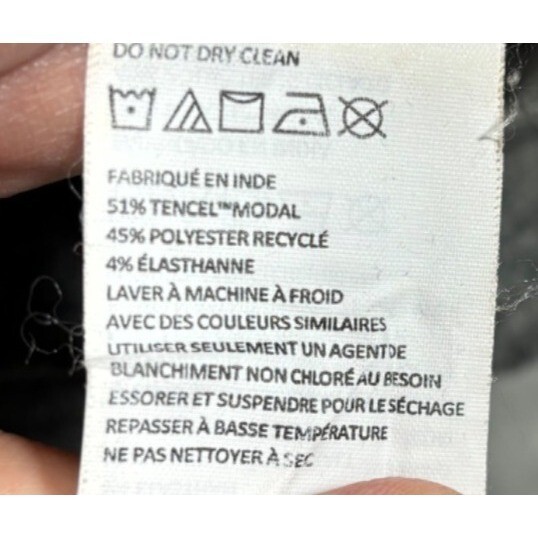 DO NOT DRY CLEAN
FABRIQUÉ EN INDE
51% TENCEL™MODAL
45% POLYESTER RECYCLÉ
4% ÉLASTHANNE
LAVER À MACHINE À FROID
AVEC DES COULEURS SIMILAIRES
UTILISER SEULEMENT UN AGENT DE
BLANCHIMENT NON CHLORÉ AU BESOIN
ESSORER ET SUSPENDRE POUR LE SÉCHAGE
REPASSER À BASSE TEMPÉRATURE
NE PAS NETTOYER À SEC